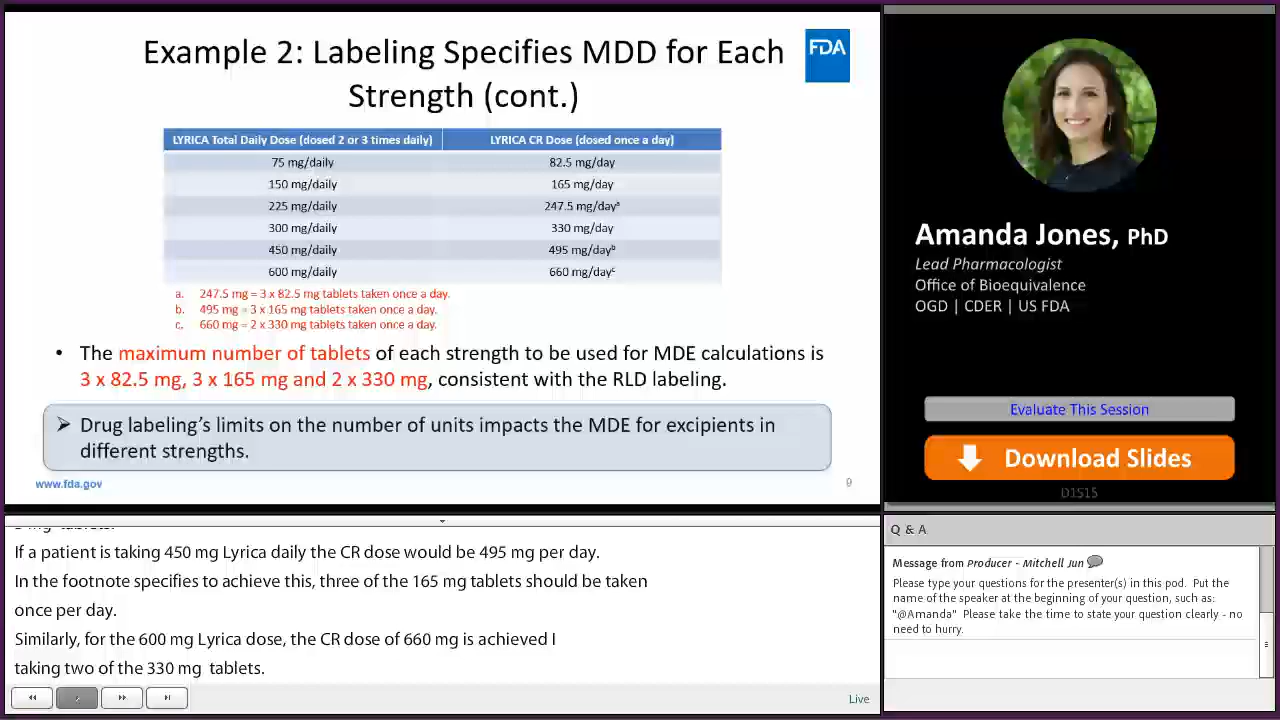 Example 2: Labeling Specifies MDD for Each
Strength (cont.)
FDA
LYRICA Total Daily Dose (dosed 2 or 3 times daily) LYRICA CR Dose (dosed once a day)
75 mg/daily 82.5 mg/day
150 mg/daily 165 mg/day
225 mg/daily 247.5 mg/dayᵃ
300 mg/daily 330 mg/day
450 mg/daily 495 mg/dayᵇ
600 mg/daily 660 mg/dayᶜ
a. 247.5 mg = 3 x 82.5 mg tablets taken once a day.
b. 495 mg = 3 x 165 mg tablets taken once a day.
c. 660 mg = 2 x 330 mg tablets taken once a day.
• The maximum number of tablets of each strength to be used for MDE calculations is
3 x 82.5 mg, 3 x 165 mg and 2 x 330 mg, consistent with the RLD labeling.
➢ Drug labeling's limits on the number of units impacts the MDE for excipients in
different strengths.
www.fda.gov 9
Amanda Jones, PhD
Lead Pharmacologist
Office of Bioequivalence
OGD | CDER | US FDA
Evaluate This Session
Download Slides
D1S15
mg tablets.
If a patient is taking 450 mg Lyrica daily the CR dose would be 495 mg per day.
In the footnote specifies to achieve this, three of the 165 mg tablets should be taken
once per day.
Similarly, for the 600 mg Lyrica dose, the CR dose of 660 mg is achieved I
taking two of the 330 mg tablets.
Live
Q & A
Message from Producer - Mitchell Jun
Please type your questions for the presenter(s) in this pod. Put the
name of the speaker at the beginning of your question, such as:
"@Amanda" Please take the time to state your question clearly - no
need to hurry.